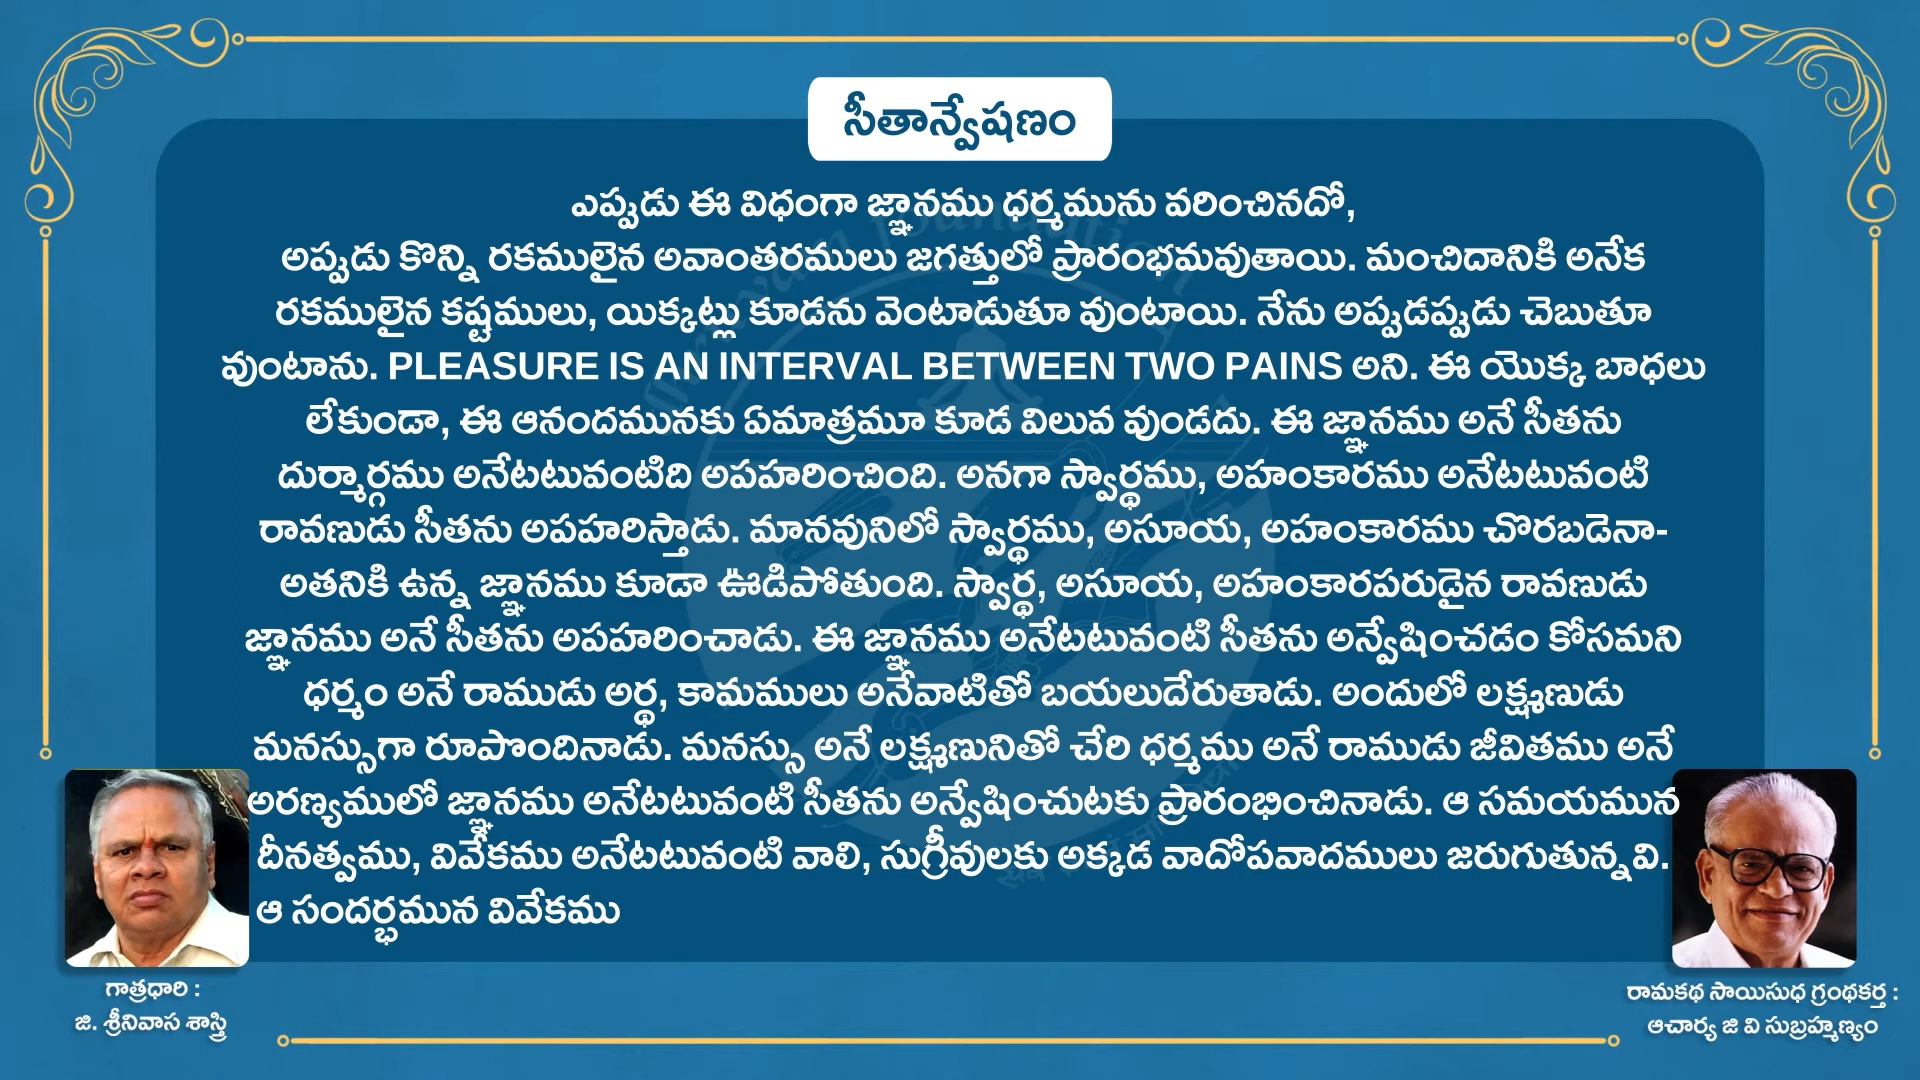 సీతాన్వేషణం
ఎప్పుడు ఈ విధంగా జ్ఞానము ధర్మమును వరించినదో,
అప్పుడు కొన్ని రకములైన అవాంతరములు జగత్తులో ప్రారంభమవుతాయి. మంచిదానికి అనేక
రకములైన కష్టములు, యిక్కట్లు కూడను వెంటాడుతూ వుంటాయి. నేను అప్పుడప్పుడు చెబుతూ
వుంటాను. PLEASURE IS AN INTERVAL BETWEEN TWO PAINS అని. ఈ యొక్క బాధలు
లేకుండా, ఈ ఆనందమునకు ఏమాత్రమూ కూడ విలువ వుండదు. ఈ జ్ఞానము అనే సీతను
దుర్మార్గము అనేటటువంటిది అపహరించింది. అనగా స్వార్థము, అహంకారము అనేటటువంటి
రావణుడు సీతను అపహరిస్తాడు. మానవునిలో స్వార్థము, అసూయ, అహంకారము చొరబడెనా-
అతనికి ఉన్న జ్ఞానము కూడా ఊడిపోతుంది. స్వార్థ, అసూయ, అహంకారపరుడైన రావణుడు
జ్ఞానము అనే సీతను అపహరించాడు. ఈ జ్ఞానము అనేటటువంటి సీతను అన్వేషించడం కోసమని
ధర్మం అనే రాముడు అర్థ, కామములు అనేవాటితో బయలుదేరుతాడు. అందులో లక్ష్మణుడు
మనస్సుగా రూపొందినాడు. మనస్సు అనే లక్ష్మణునితో చేరి ధర్మము అనే రాముడు జీవితము అనే
అరణ్యములో జ్ఞానము అనేటటువంటి సీతను అన్వేషించుటకు ప్రారంభించినాడు. ఆ సమయమున
దీనత్వము, వివేకము అనేటటువంటి వాలి, సుగ్రీవులకు అక్కడ వాదోపవాదములు జరుగుతున్నవి.
ఆ సందర్భమున వివేకము
గాత్రధారి :
జి. శ్రీనివాస శాస్త్రి
రామకథ సాయిసుధ గ్రంథకర్త :
ఆచార్య జి వి సుబ్రహ్మణ్యం